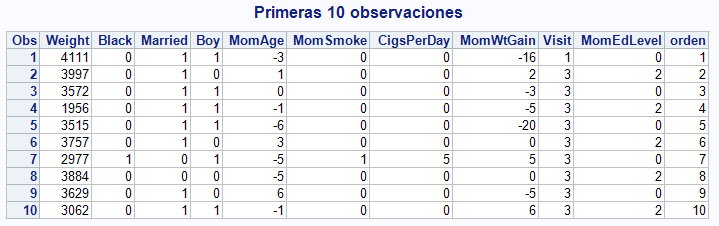 Primeras 10 observaciones
Obs Weight Black Married Boy MomAge MomSmoke CigsPerDay MomWtGain Visit MomEdLevel orden
1 4111 0 1 1 -3 0 0 -16 1 0 1
2 3997 0 1 0 1 0 0 2 3 2 2
3 3572 0 1 1 0 0 0 -3 3 0 3
4 1956 0 1 1 -1 0 0 -5 3 2 4
5 3515 0 1 1 -6 0 0 -20 3 0 5
6 3757 0 1 0 3 0 0 0 3 2 6
7 2977 1 0 1 -5 1 5 5 3 0 7
8 3884 0 0 0 -5 0 0 0 3 2 8
9 3629 0 1 0 6 0 0 -5 3 0 9
10 3062 0 1 1 -1 0 0 6 3 2 10